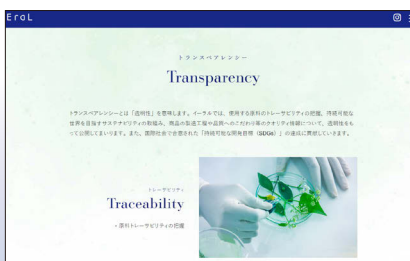 EraL
トランスペアレンシー
Transparency
トランスペアレンシーとは「透明性」を意味します。イーラルでは、使用する原料のトレーサビリティの把握、持続可能な
世界を目指すサステナビリティの取組み、商品の製造工程や品質へのこだわり等のクオリティ情報について、透明性をも
って公開してまいります。また、国際社会で合意された「持続可能な開発目標（SDGs）」の達成に貢献していきます。
トレーサビリティ
Traceability
・原料トレーサビリティの把握